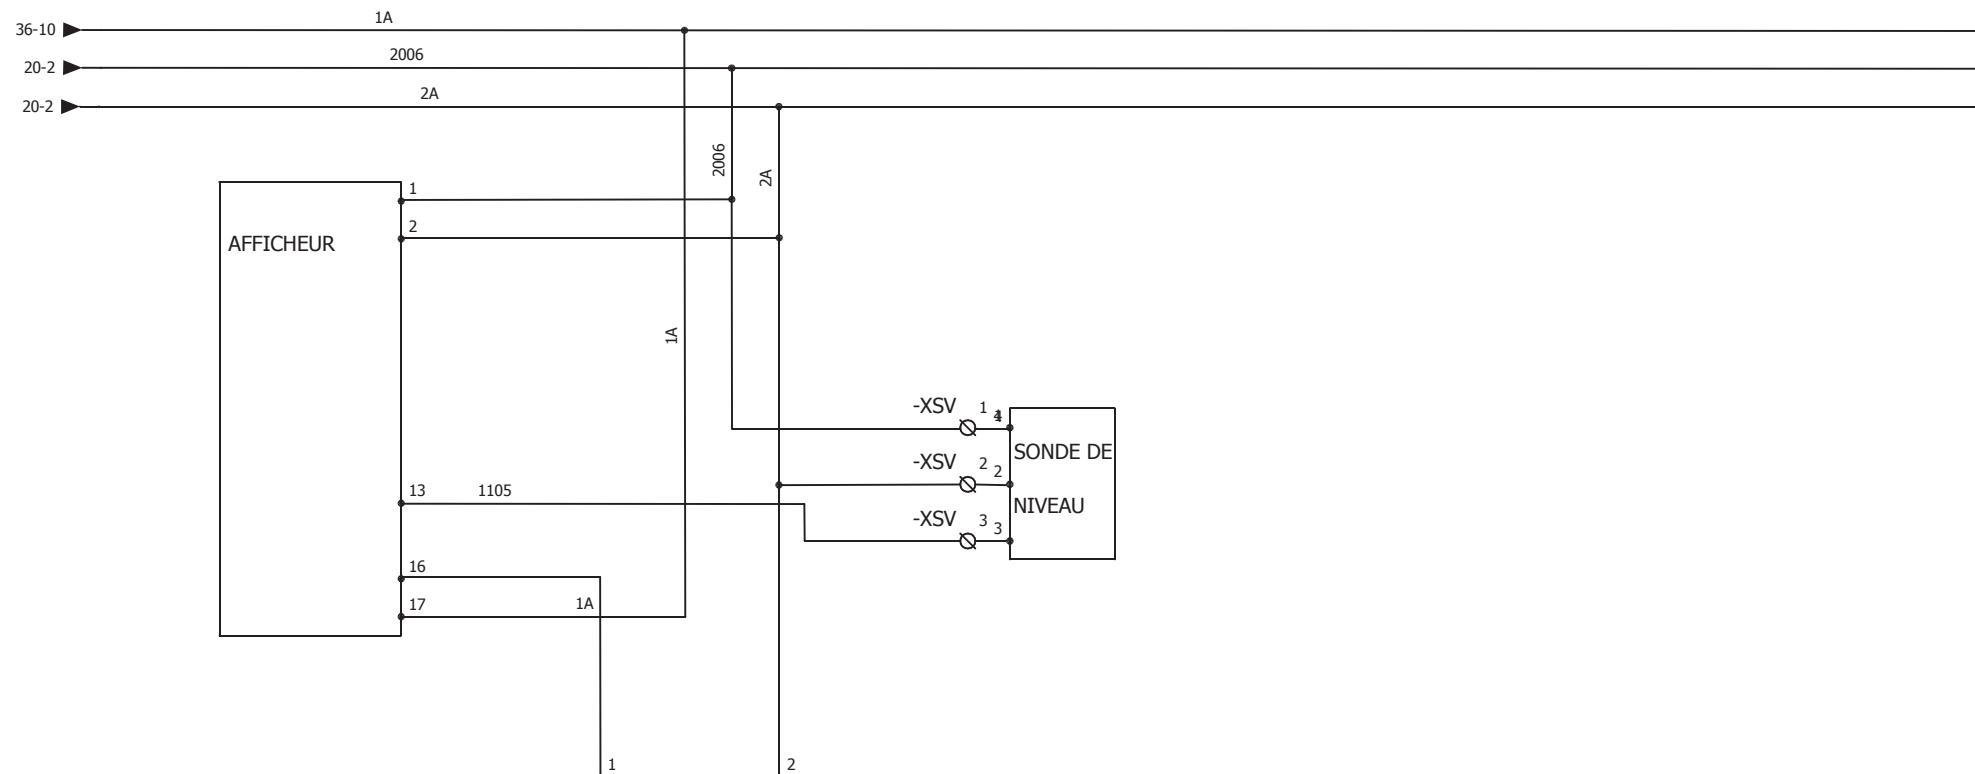 1A
36-10
2006
20-2
2A
20-2
2006
2A
1
2
AFFICHEUR
1A
-XSV 1
-XSV 2 2
SONDE DE
NIVEAU
-XSV 3 3
13 1105
16
17 1A
1 2